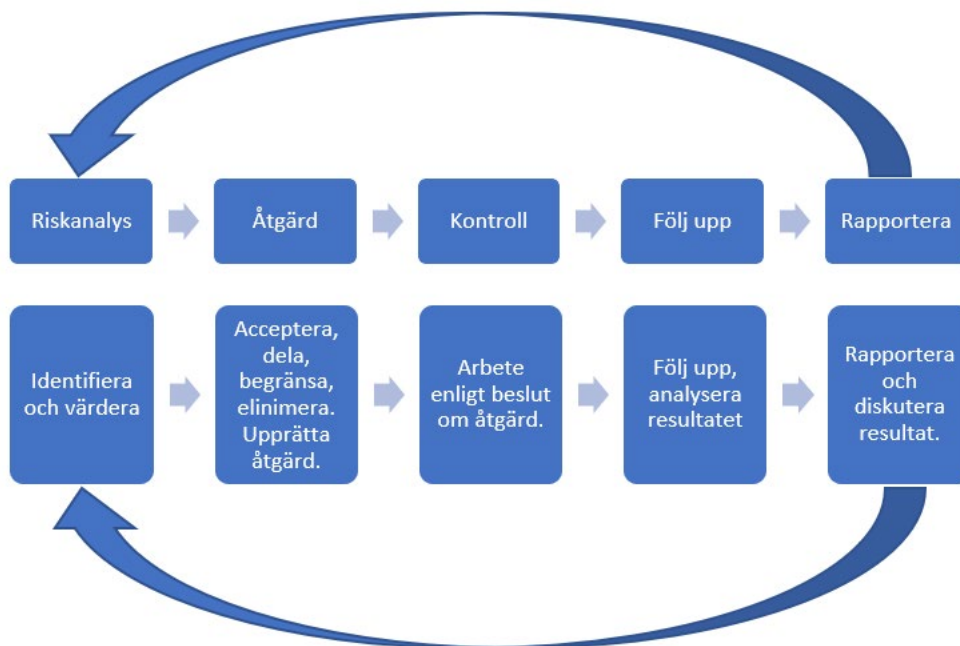 Riskanalys
Åtgärd
Kontroll
Följ upp
Rapportera
Identifiera
och värdera
Acceptera,
dela,
begränsa,
elinimera.
Upprätta
åtgärd.
Arbete
enligt beslut
om åtgärd.
Följ upp,
analysera
resultatet
Rapportera
och
diskutera
resultat.